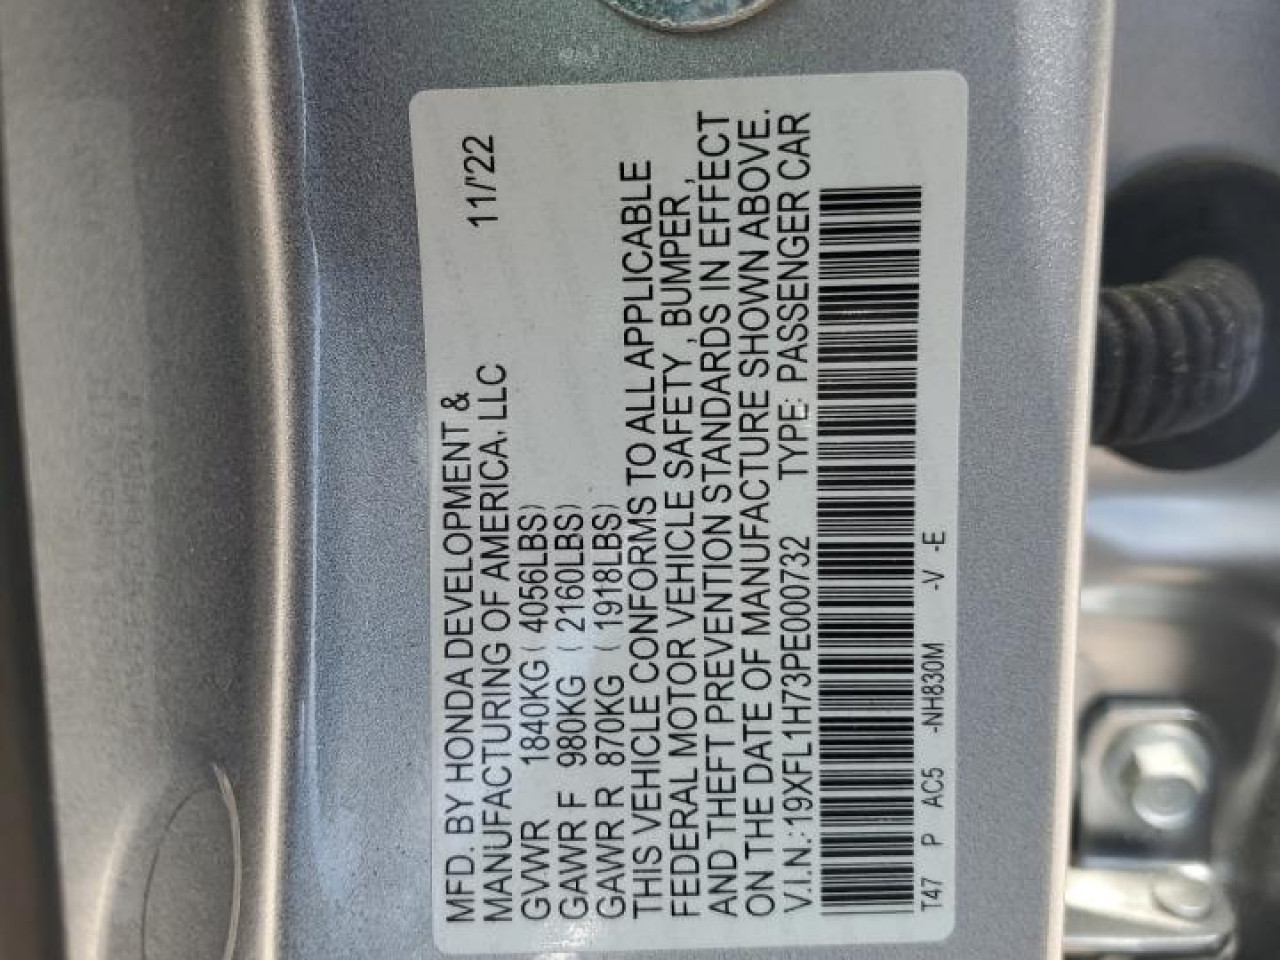 MFD. BY HONDA DEVELOPMENT &
MANUFACTURING OF AMERICA, LLC 11/'22
GVWR 1840KG ( 4056LBS)
GAWR F 980KG ( 2160LBS)
GAWR R 870KG ( 1918LBS)
THIS VEHICLE CONFORMS TO ALL APPLICABLE
FEDERAL MOTOR VEHICLE SAFETY, BUMPER,
AND THEFT PREVENTION STANDARDS IN EFFECT
ON THE DATE OF MANUFACTURE SHOWN ABOVE.
V.I.N.:19XFL1H73PE000732 TYPE: PASSENGER CAR
T47 P AC5 -NH830M -V -E